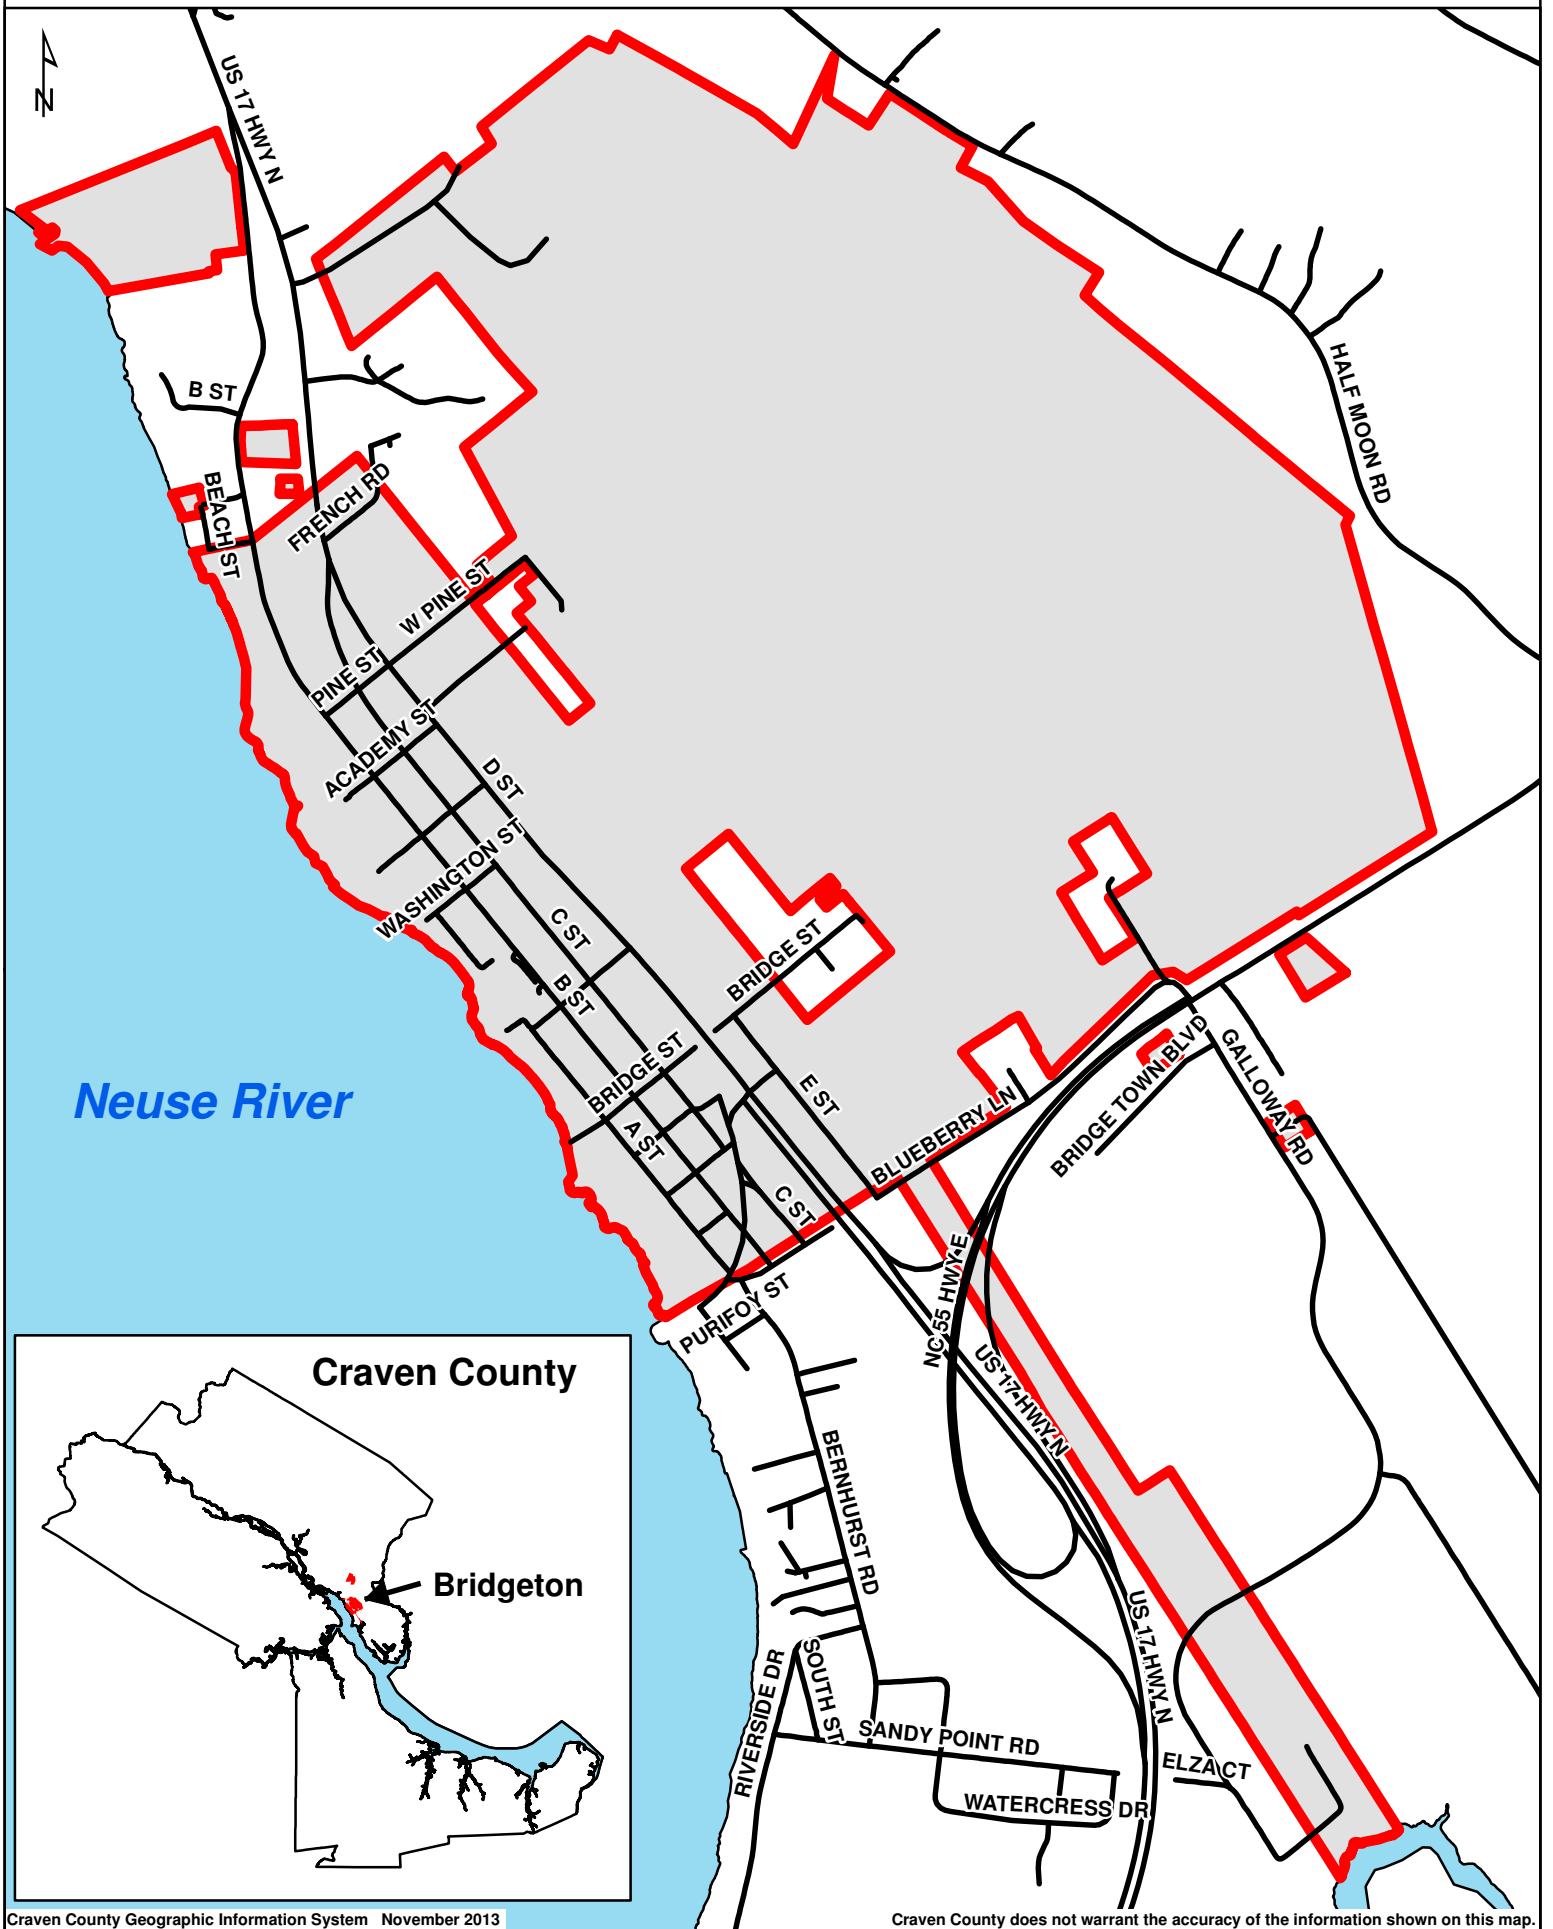 N
US 17 HWY N
B ST
BEACH ST
FRENCH RD
HALF MOON RD
W PINE ST
PINE ST
ACADEMY ST
D ST
WASHINGTON ST
C ST
B ST
BRIDGE ST
BRIDGE ST
A ST
E ST
C ST
BLUEBERRY LN
BRIDGE TOWN BLVD
GALLOWAY RD
Neuse River
PURIFOY ST
NC 55 HWY E
US 17 HWY N
BERNHURST RD
US 17 HWY N
RIVERSIDE DR
SOUTH ST
SANDY POINT RD
ELZA CT
WATERCRESS DR
Craven County
Bridgeton
Craven County Geographic Information System November 2013
Craven County does not warrant the accuracy of the information shown on this map.